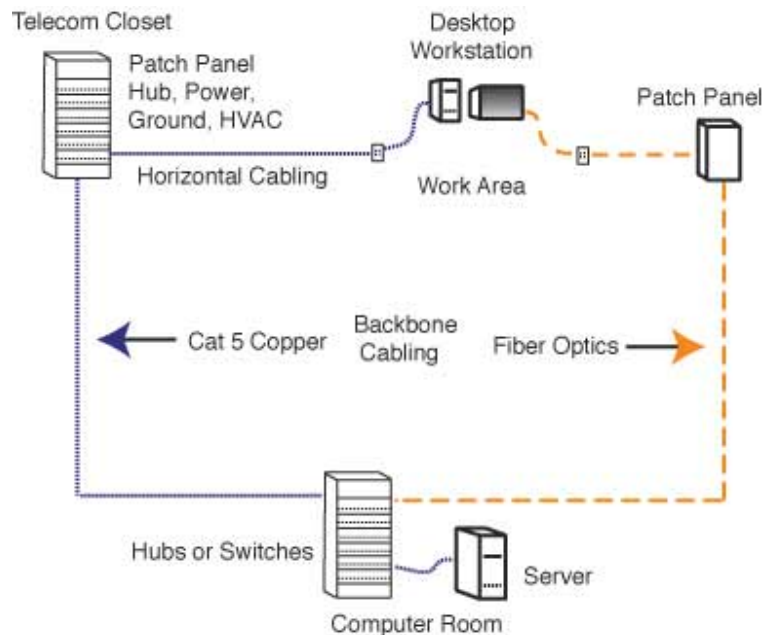 Telecom Closet
Patch Panel
Hub, Power,
Ground, HVAC
Horizontal Cabling
Desktop
Workstation
Work Area
Patch Panel
Cat 5 Copper
Backbone
Cabling
Fiber Optics
Hubs or Switches
Server
Computer Room